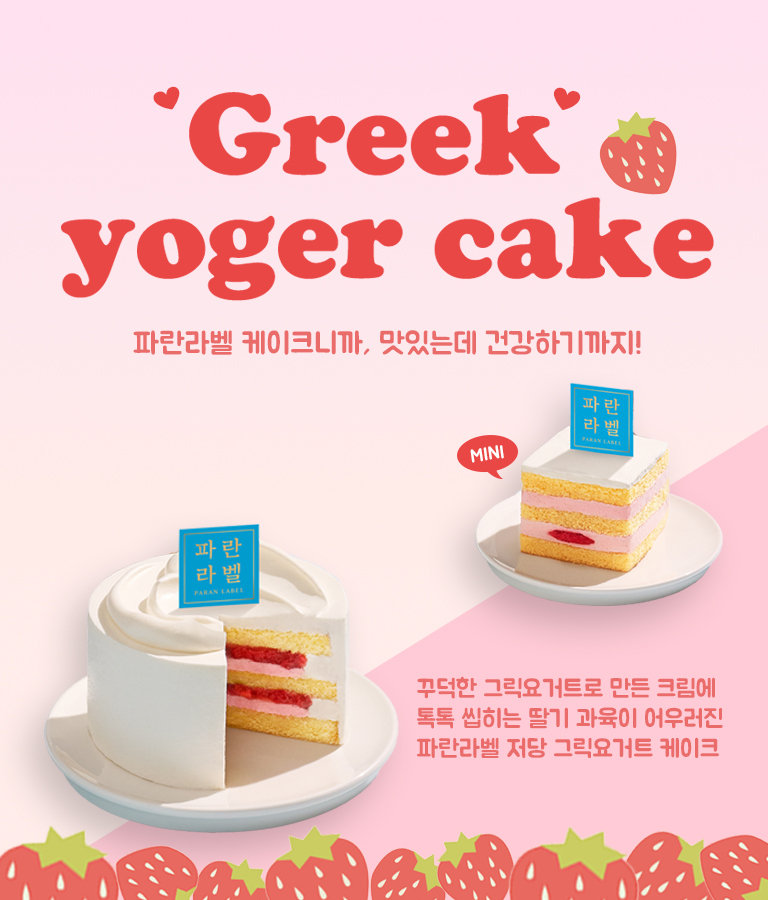 Greek
yoger cake
파란라벨 케이크니까, 맛있는데 건강하기까지!
파란
라벨
PARAN LABEL
MINI
파란
라벨
PARAN LABEL
꾸덕한 그릭요거트로 만든 크림에
톡톡 씹히는 딸기 과육이 어우러진
파란라벨 저당 그릭요거트 케이크